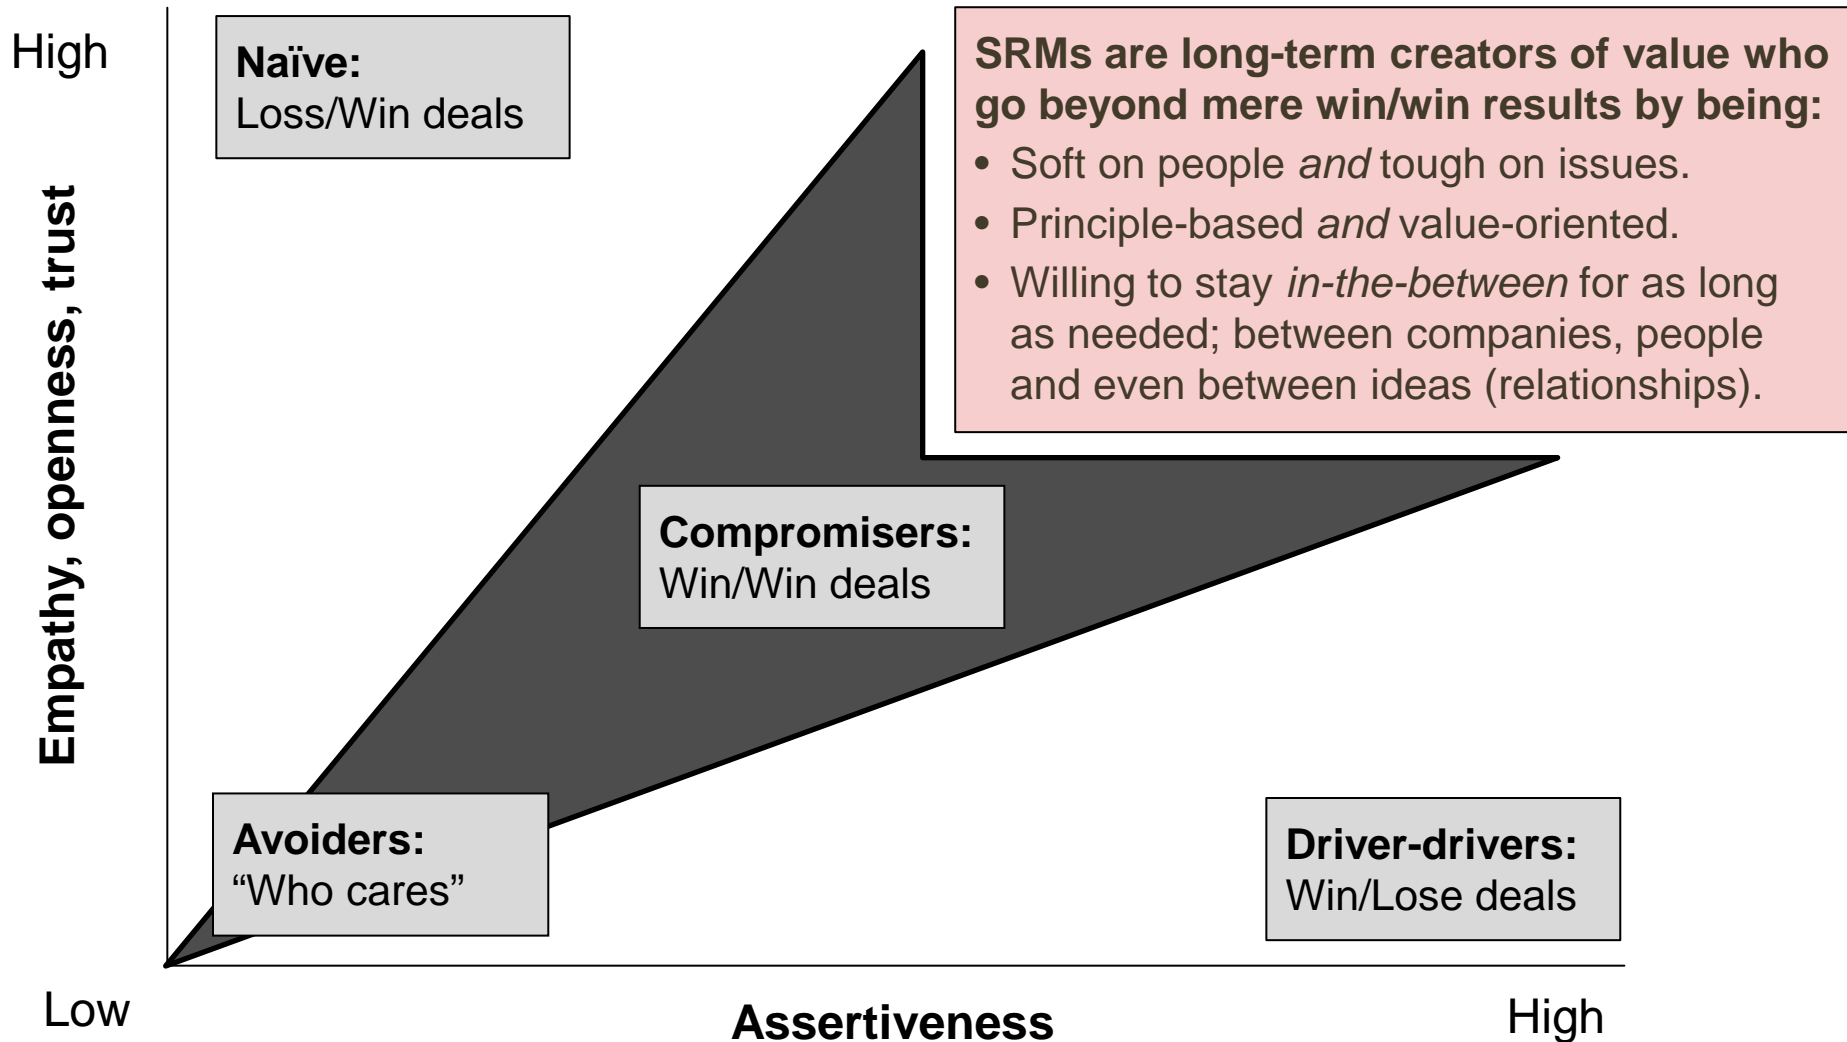 High
Naïve:
Loss/Win deals
SRMs are long-term creators of value who
go beyond mere win/win results by being:
• Soft on people and tough on issues.
• Principle-based and value-oriented.
• Willing to stay in-the-between for as long
as needed; between companies, people
and even between ideas (relationships).
Empathy, openness, trust
Compromisers:
Win/Win deals
Avoiders:
“Who cares”
Driver-drivers:
Win/Lose deals
Low
Assertiveness
High